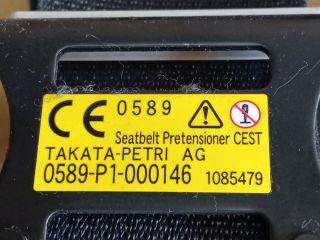 CE 0589
Seatbelt Pretensioner CEST
TAKATA-PETRI AG
0589-P1-000146 1085479